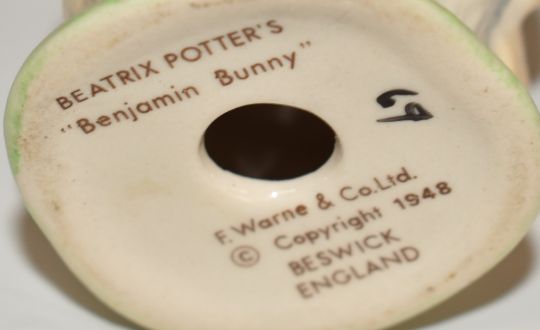 BEATRIX POTTER'S
"Benjamin Bunny"
F. Warne & Co.Ltd.
© Copyright 1948
BESWICK
ENGLAND